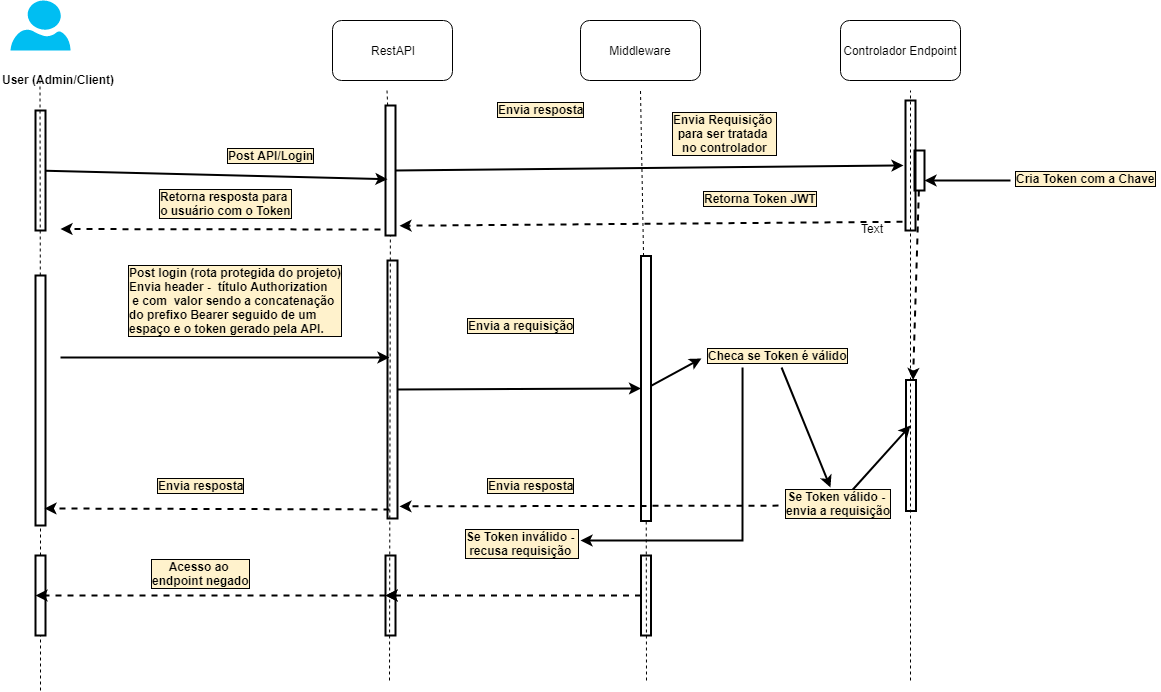 User (Admin/Client)
RestAPI
Middleware
Controlador Endpoint
Envia resposta
Envia Requisição
para ser tratada
no controlador
Post API/Login
Cria Token com a Chave
Retorna resposta para
o usuário com o Token
Retorna Token JWT
Text
Post login (rota protegida do projeto)
Envia header - título Authorization
e com valor sendo a concatenação
do prefixo Bearer seguido de um
espaço e o token gerado pela API.
Envia a requisição
Checa se Token é válido
Envia resposta
Envia resposta
Se Token válido -
envia a requisição
Se Token inválido -
recusa requisição
Acesso ao
endpoint negado